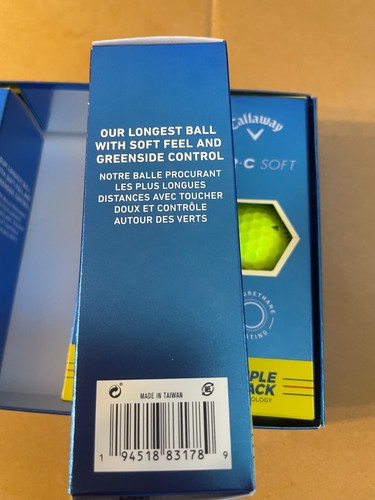 OUR LONGEST BALL
WITH SOFT FEEL AND
GREENSIDE CONTROL
NOTRE BALLE PROCURANT
LES PLUS LONGUES
DISTANCES AVEC TOUCHER
DOUX ET CONTRÔLE
AUTOUR DES VERTS
MADE IN TAIWAN
1 94518 83178 9
Callaway
C SOFT